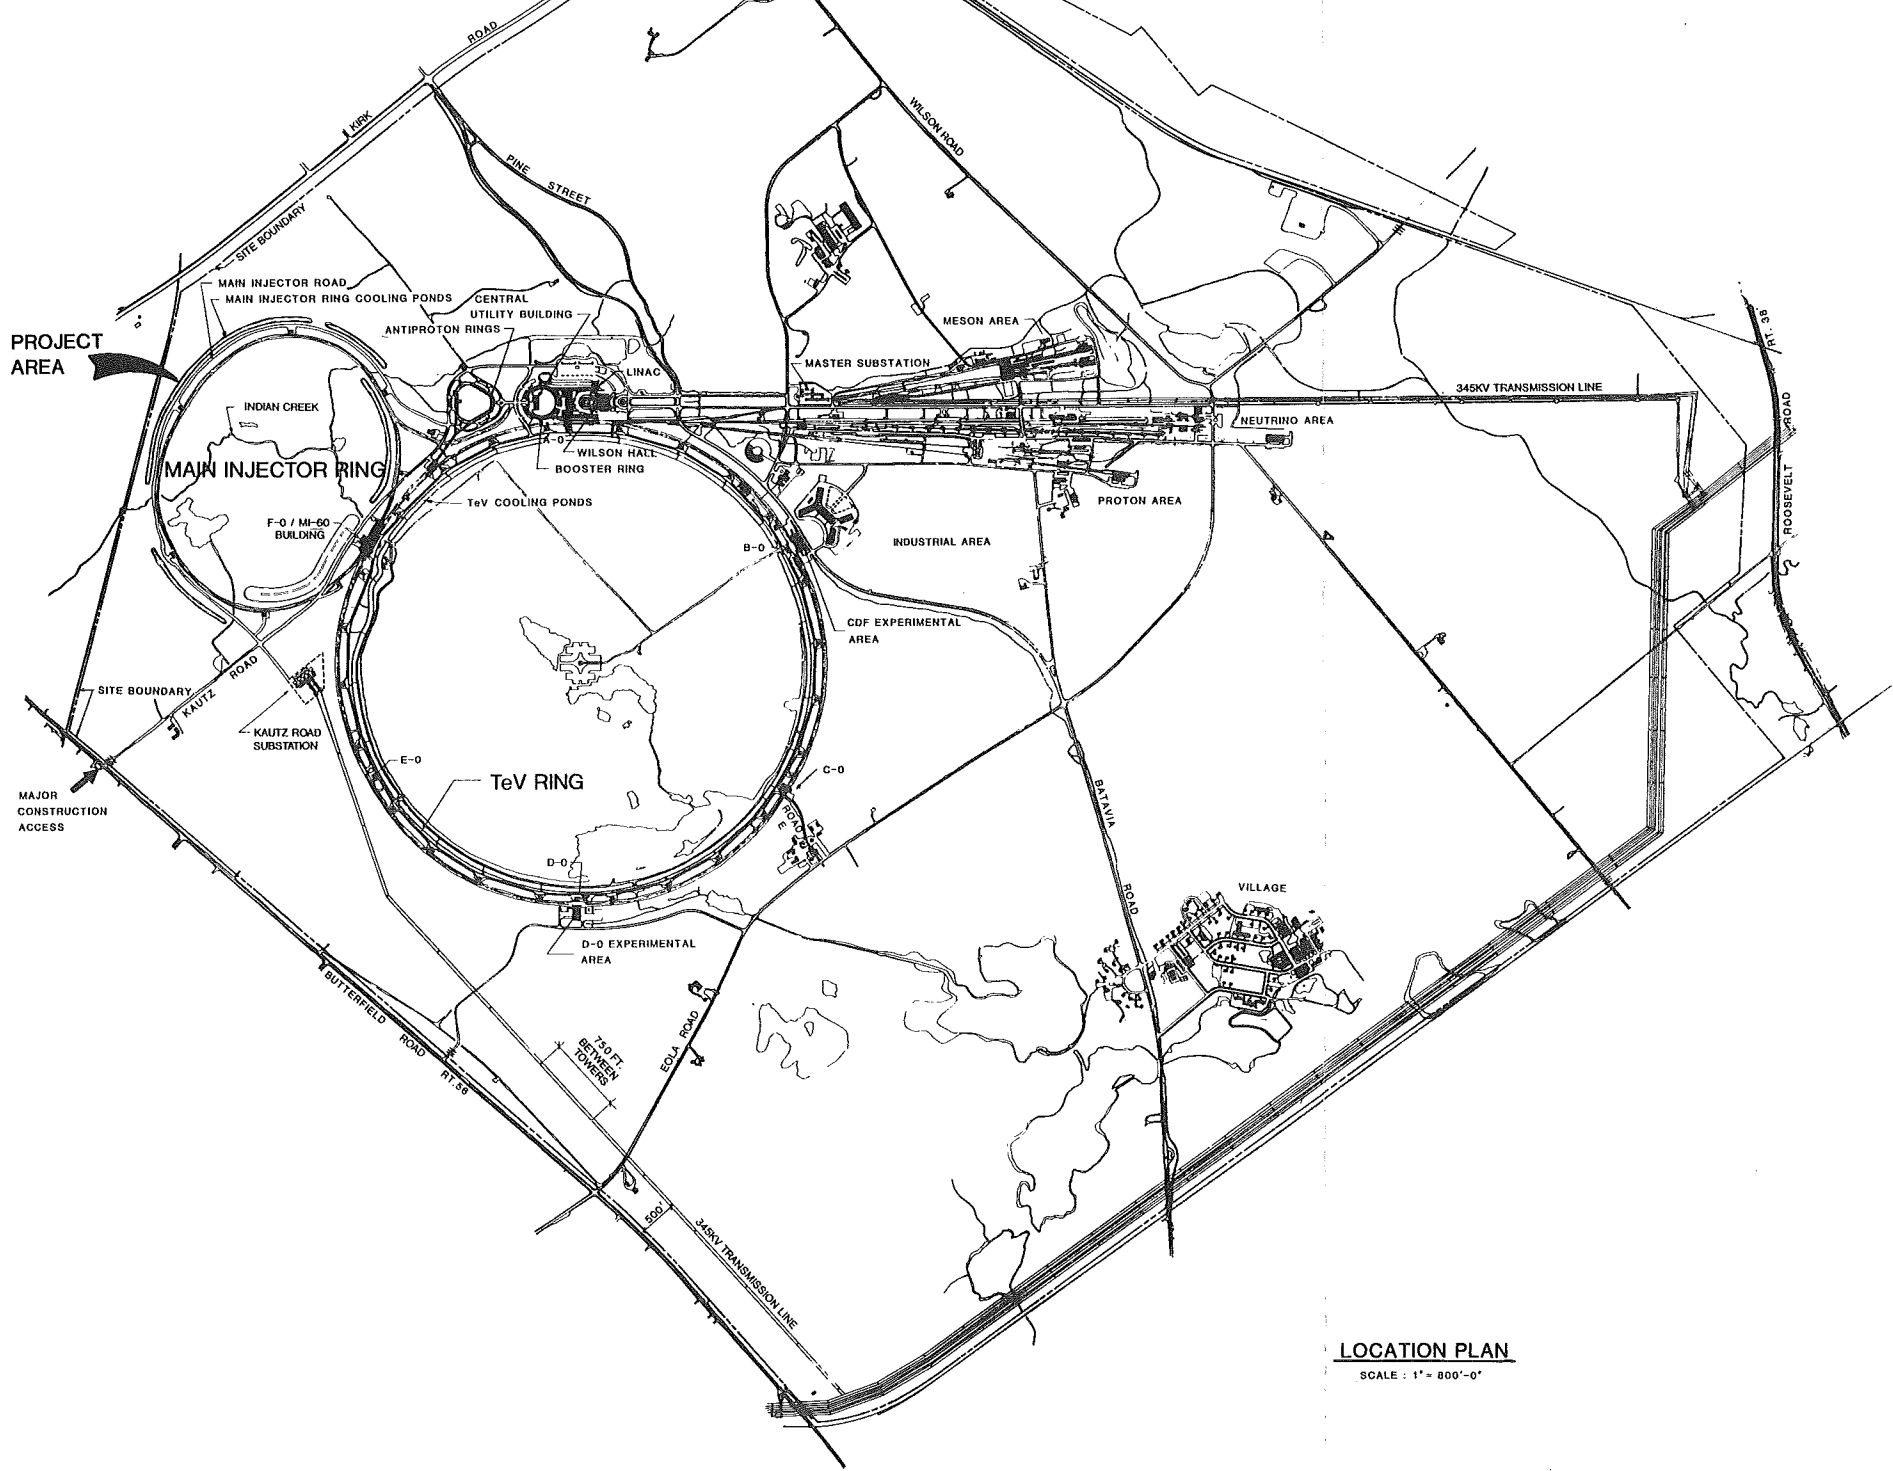 ROAD
KIRK
WILSON ROAD
PINE
STREET
SITE BOUNDARY
MAIN INJECTOR ROAD
MAIN INJECTOR RING COOLING PONDS
CENTRAL
UTILITY BUILDING
ANTIPROTON RINGS
PROJECT
AREA
MESON AREA
RT. 38
MASTER SUBSTATION
LINAC
345KV TRANSMISSION LINE
INDIAN CREEK
NEUTRINO AREA
ROAD
A-0
WILSON HALL
BOOSTER RING
MAIN INJECTOR RING
TeV COOLING PONDS
PROTON AREA
ROOSEVELT
F-0 / MI-60
BUILDING
B-0
INDUSTRIAL AREA
CDF EXPERIMENTAL
AREA
ROAD
SITE BOUNDARY
KAUTZ
KAUTZ ROAD
SUBSTATION
E-0
TeV RING
C-0
MAJOR
CONSTRUCTION
ACCESS
BATAVIA
ROAD
E
D-0
VILLAGE
ROAD
D-0 EXPERIMENTAL
AREA
BUTTERFIELD
ROAD
RT. 56
750 FT.
BETWEEN
TOWERS
EOLA ROAD
500'
345KV TRANSMISSION LINE
LOCATION PLAN
SCALE : 1" = 800'-0"